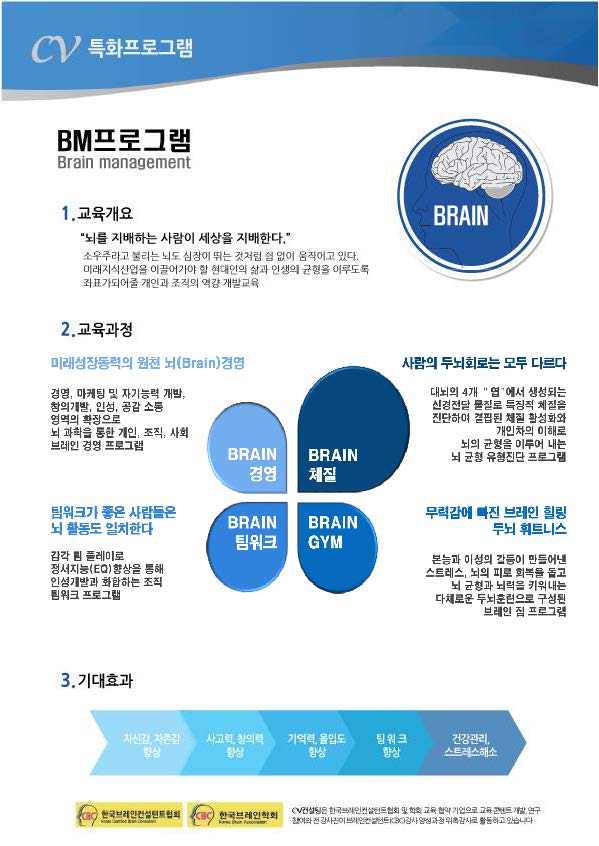 CV 특화프로그램
BM프로그램
Brain management
BRAIN
1. 교육개요
“뇌를 지배하는 사람이 세상을 지배한다.”
소우주라고 불리는 뇌도 심장이 뛰는 것처럼 쉼 없이 움직이고 있다.
미래지식산업을 이끌어가야 할 현대인의 삶과 인생의 균형을 이루도록
좌표가되어줄 개인과 조직의 역량 개발교육
2. 교육과정
미래성장동력의 원천 뇌(Brain)경영
경영, 마케팅 및 자기능력 개발,
창의개발, 인성, 공감 소통
영역의 확장으로
뇌 과학을 통한 개인, 조직, 사회
브레인 경영 프로그램
사람의 두뇌회로는 모두 다르다
대뇌의 4개 "엽"에서 생성되는
신경전달 물질로 특징적 체질을
진단하여 결핍된 체질 활성화와
개인차의 이해로
뇌의 균형을 이루어 내는
뇌 균형 유형진단 프로그램
BRAIN
경영
BRAIN
체질
BRAIN
팀워크
BRAIN
GYM
팀워크가 좋은 사람들은
뇌 활동도 일치한다
감각 팀 플레이로
정서지능(EQ)향상을 통해
인성개발과 화합하는 조직
팀워크 프로그램
무력감에 빠진 브레인 힐링
두뇌 휘트니스
본능과 이성의 갈등이 만들어낸
스트레스, 뇌의 피로 회복을 돕고
뇌 균형과 뇌력을 키워내는
다채로운 두뇌훈련으로 구성된
브레인 짐 프로그램
3. 기대효과
자신감, 자존감
향상
사고력, 창의력
향상
기억력, 몰입도
향상
팀 워 크
향상
건강관리,
스트레스해소
CBC 한국브레인컨설턴트협회
Korea Certified Brain Consultant
CBC 한국브레인학회
Korea Brain Association
CV컨설팅은 한국브레인컨설턴트협회 및 학회 교육 협약 기업으로 교육 콘텐트 개발, 연구
참여와 전 강사진이 브레인컨설턴트(CBC)강사 양성과정 위촉강사로 활동하고 있습니다